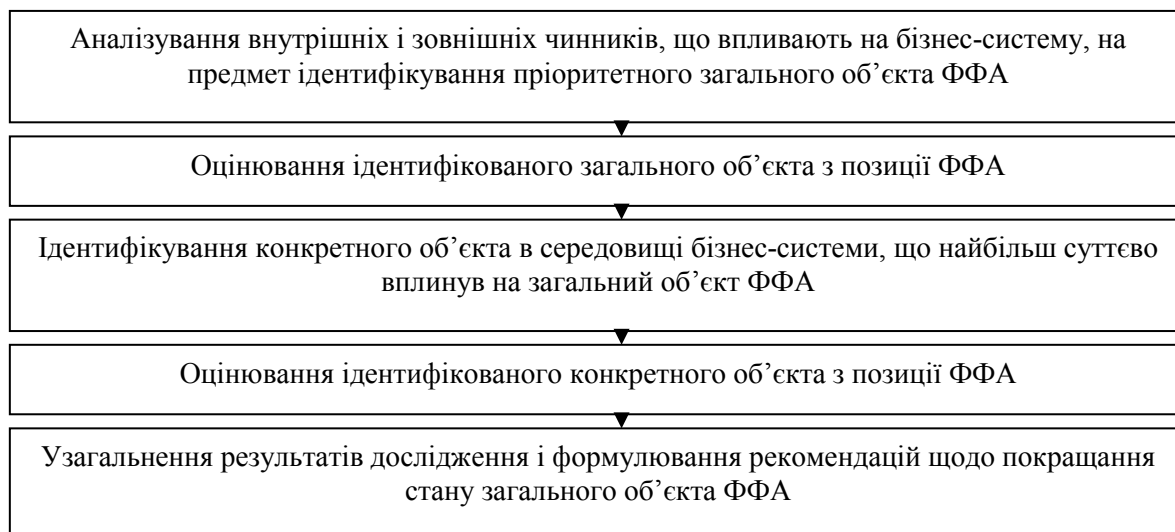 Аналізування внутрішніх і зовнішніх чинників, що впливають на бізнес-систему, на
предмет ідентифікування пріоритетного загального об’єкта ФФА
Оцінювання ідентифікованого загального об’єкта з позиції ФФА
Ідентифікування конкретного об’єкта в середовищі бізнес-системи, що найбільш суттєво
вплинув на загальний об’єкт ФФА
Оцінювання ідентифікованого конкретного об’єкта з позиції ФФА
Узагальнення результатів дослідження і формулювання рекомендацій щодо покращання
стану загального об’єкта ФФА